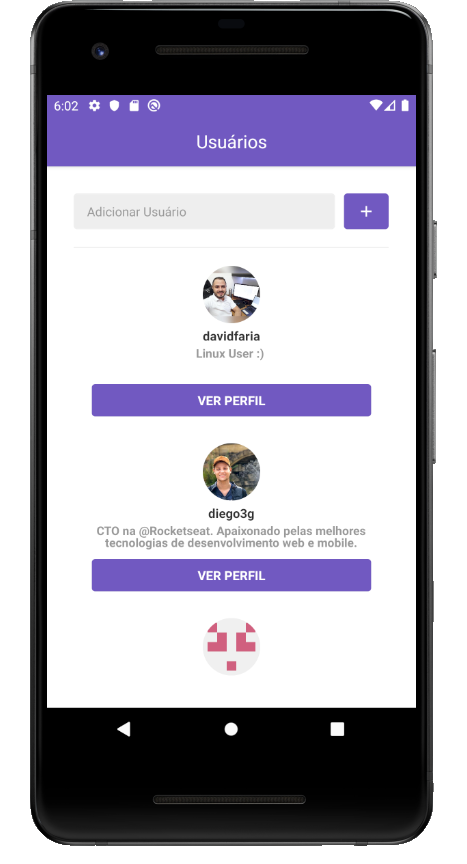 6:02
Usuários
Adicionar Usuário
+
davidfaria
Linux User :)
VER PERFIL
diego3g
CTO na @Rocketseat. Apaixonado pelas melhores
tecnologias de desenvolvimento web e mobile.
VER PERFIL